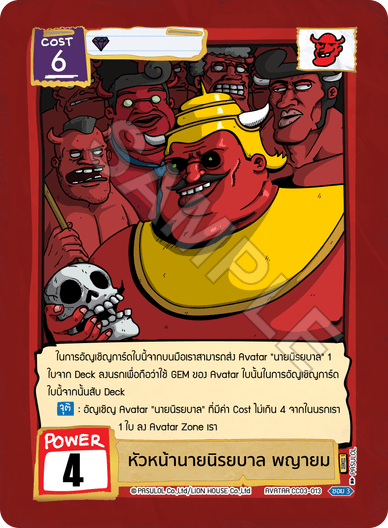 COST
6
ในการอัญเชิญการ์ดใบนี้จากบนมือเราสามารถส่ง Avatar "นายนิรยบาล" 1
ใบจาก Deck ลงนรกเพื่อถือว่าใช้ GEM ของ Avatar ใบนั้นในการอัญเชิญการ์ด
ใบนี้จากนั้นสับ Deck
จุติ : อัญเชิญ Avatar "นายนิรยบาล" ที่มีค่า Cost ไม่เกิน 4 จากในนรกเรา
1 ใบ ลง Avatar Zone เรา
POWER
4
หัวหน้านายนิรยบาล พญายม
PASULOL
© PASULOL Co.,Ltd/LION HOUSE Co.,Ltd
AVATAR CC03-013
ซอย 3
SAMPLE